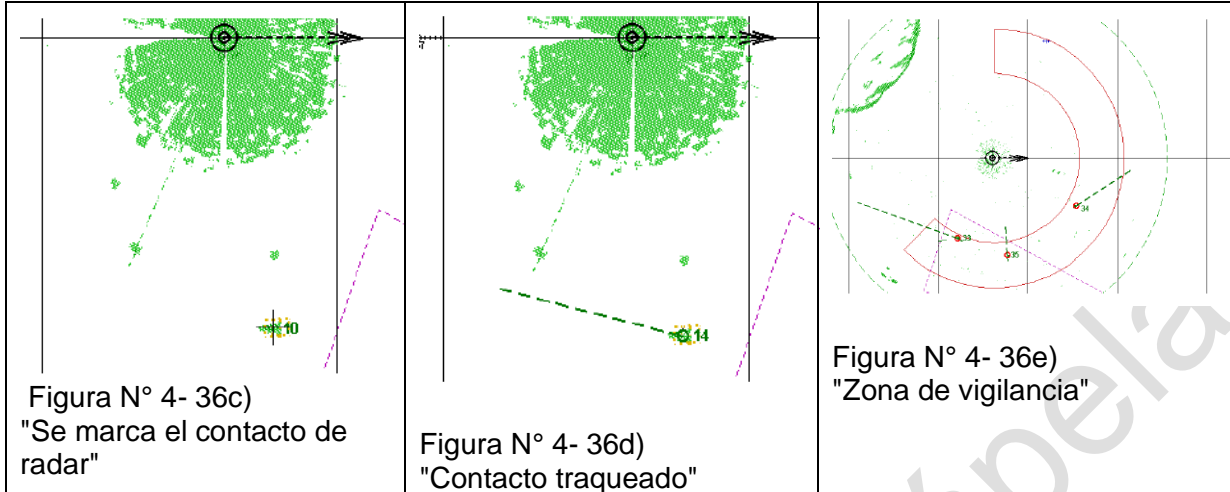 10
Figura N° 4- 36c)
"Se marca el contacto de
radar"
14
Figura N° 4- 36d)
"Contacto traqueado"
34
33
35
Figura N° 4- 36e)
"Zona de vigilancia"